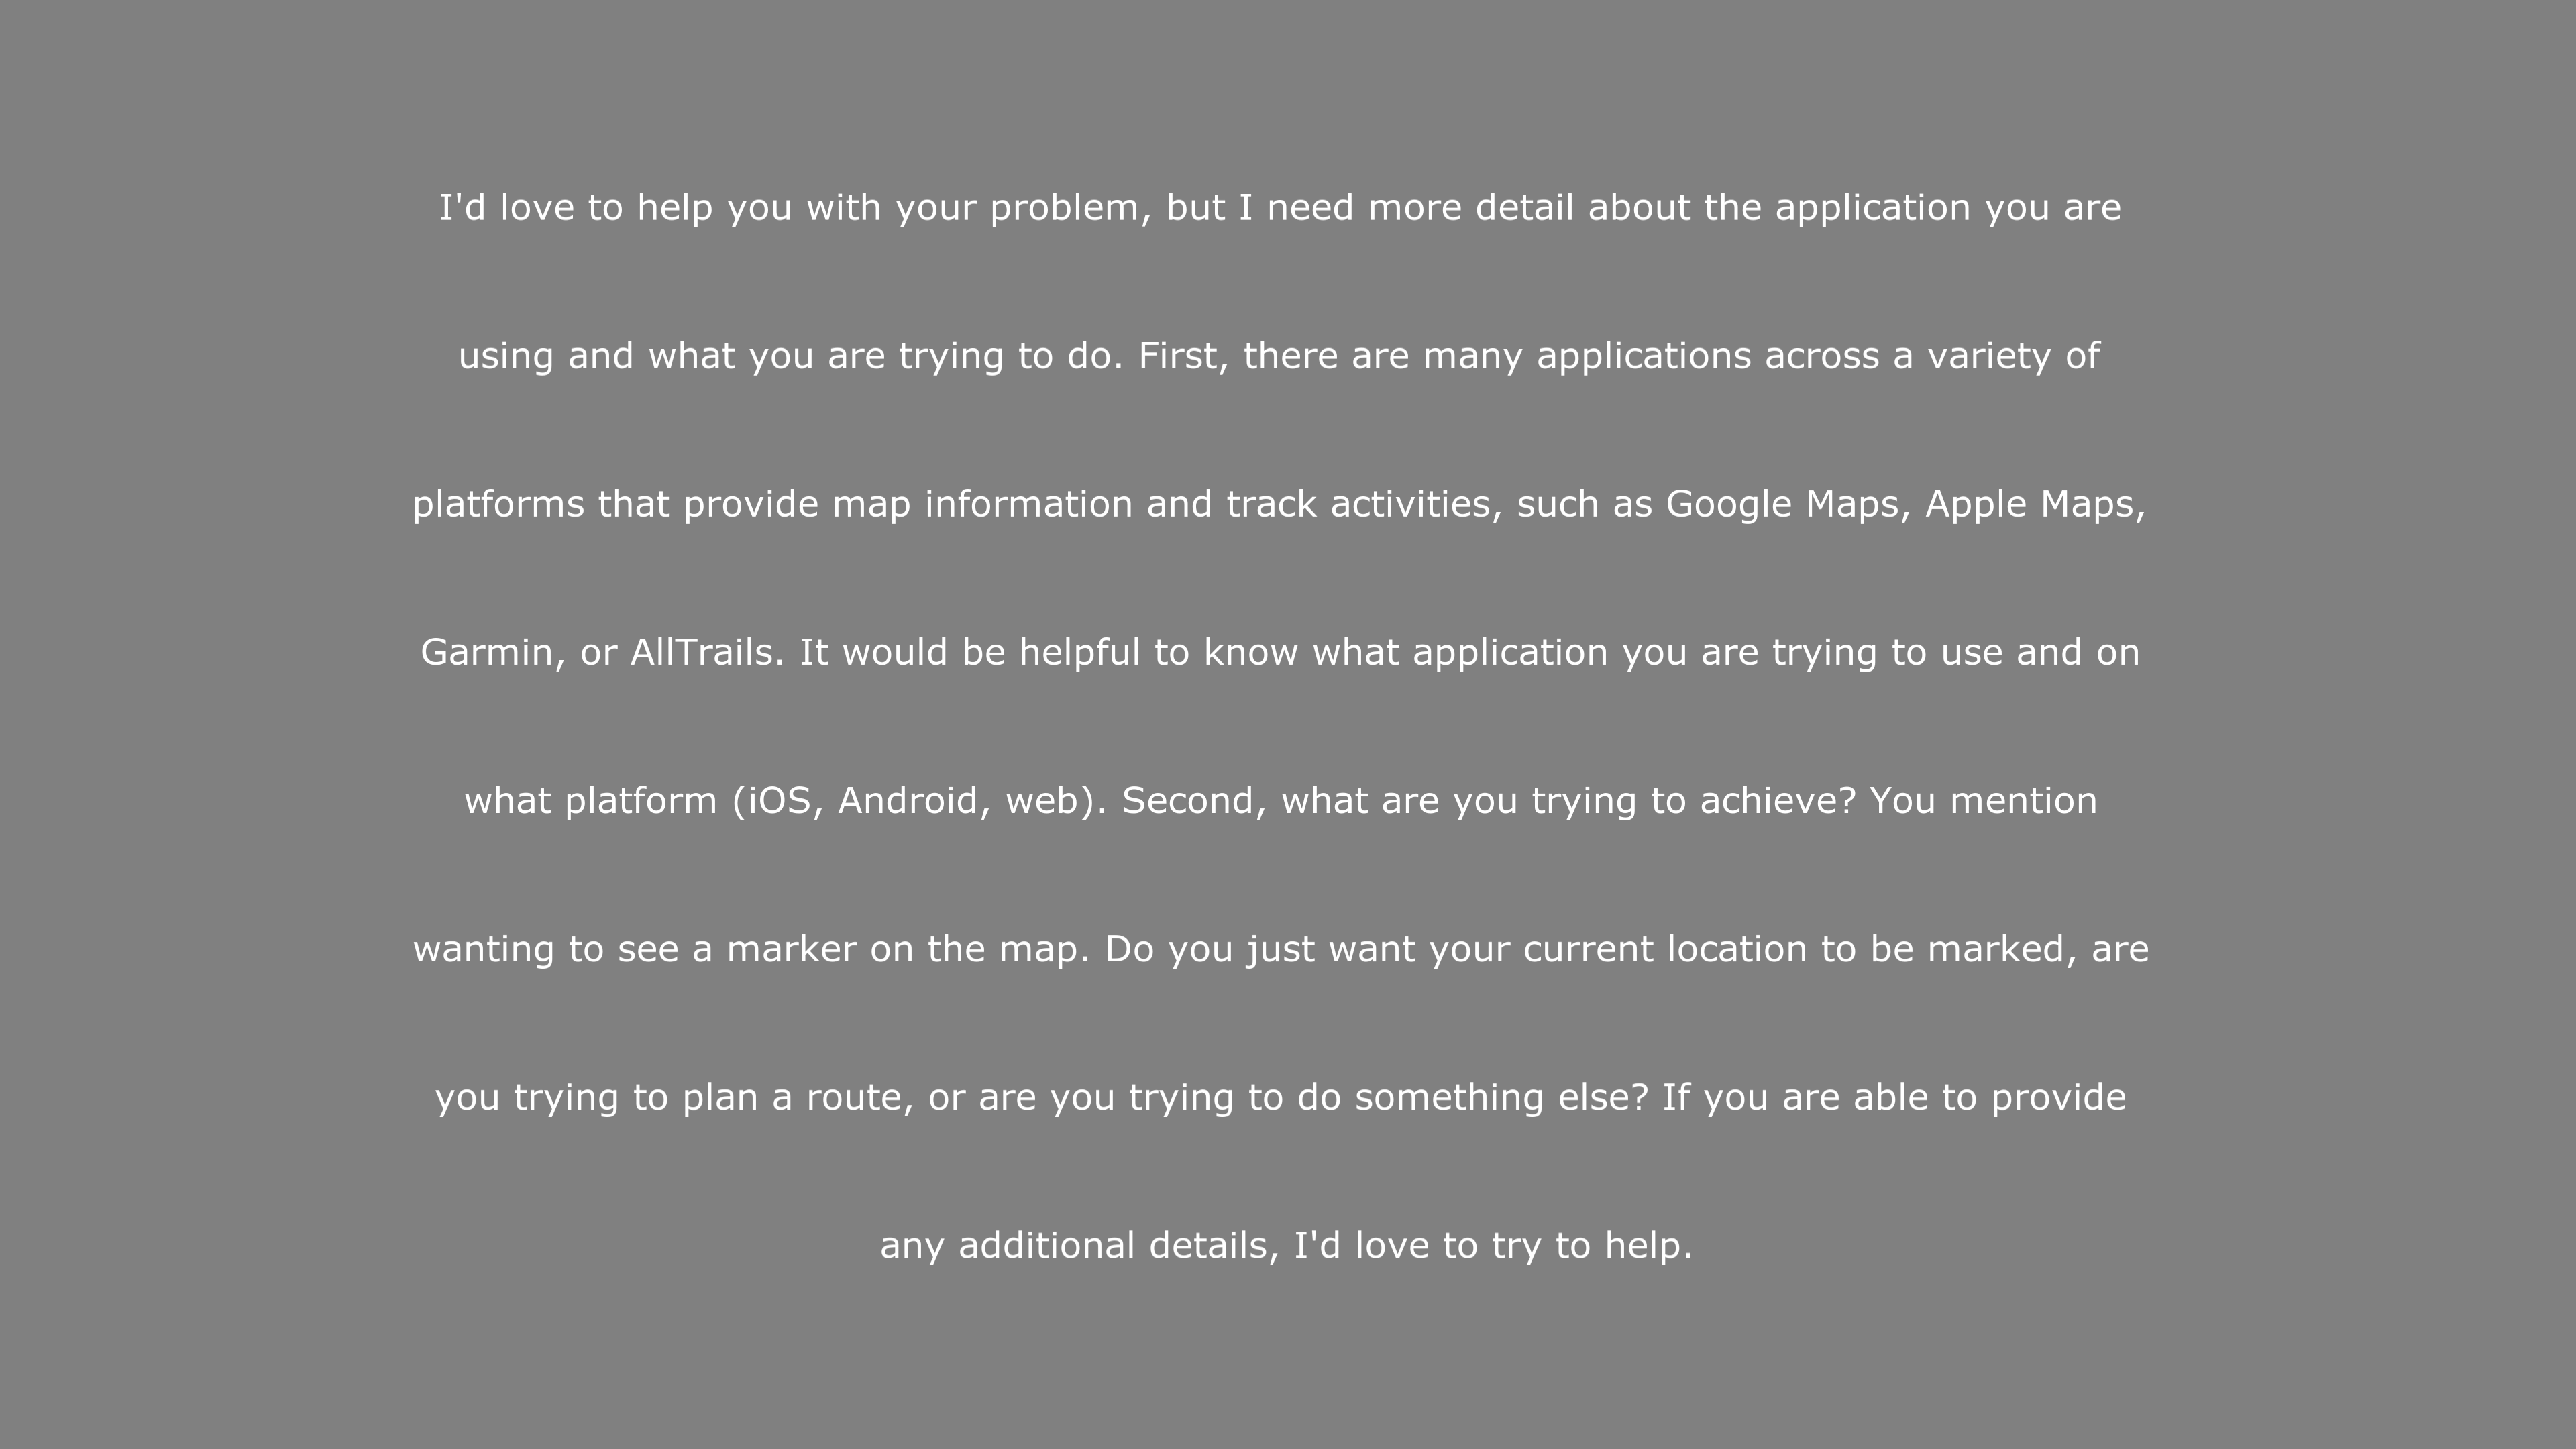 I'd love to help you with your problem, but I need more detail about the application you are
using and what you are trying to do. First, there are many applications across a variety of
platforms that provide map information and track activities, such as Google Maps, Apple Maps,
Garmin, or AllTrails. It would be helpful to know what application you are trying to use and on
what platform (iOS, Android, web). Second, what are you trying to achieve? You mention
wanting to see a marker on the map. Do you just want your current location to be marked, are
you trying to plan a route, or are you trying to do something else? If you are able to provide
any additional details, I'd love to try to help.